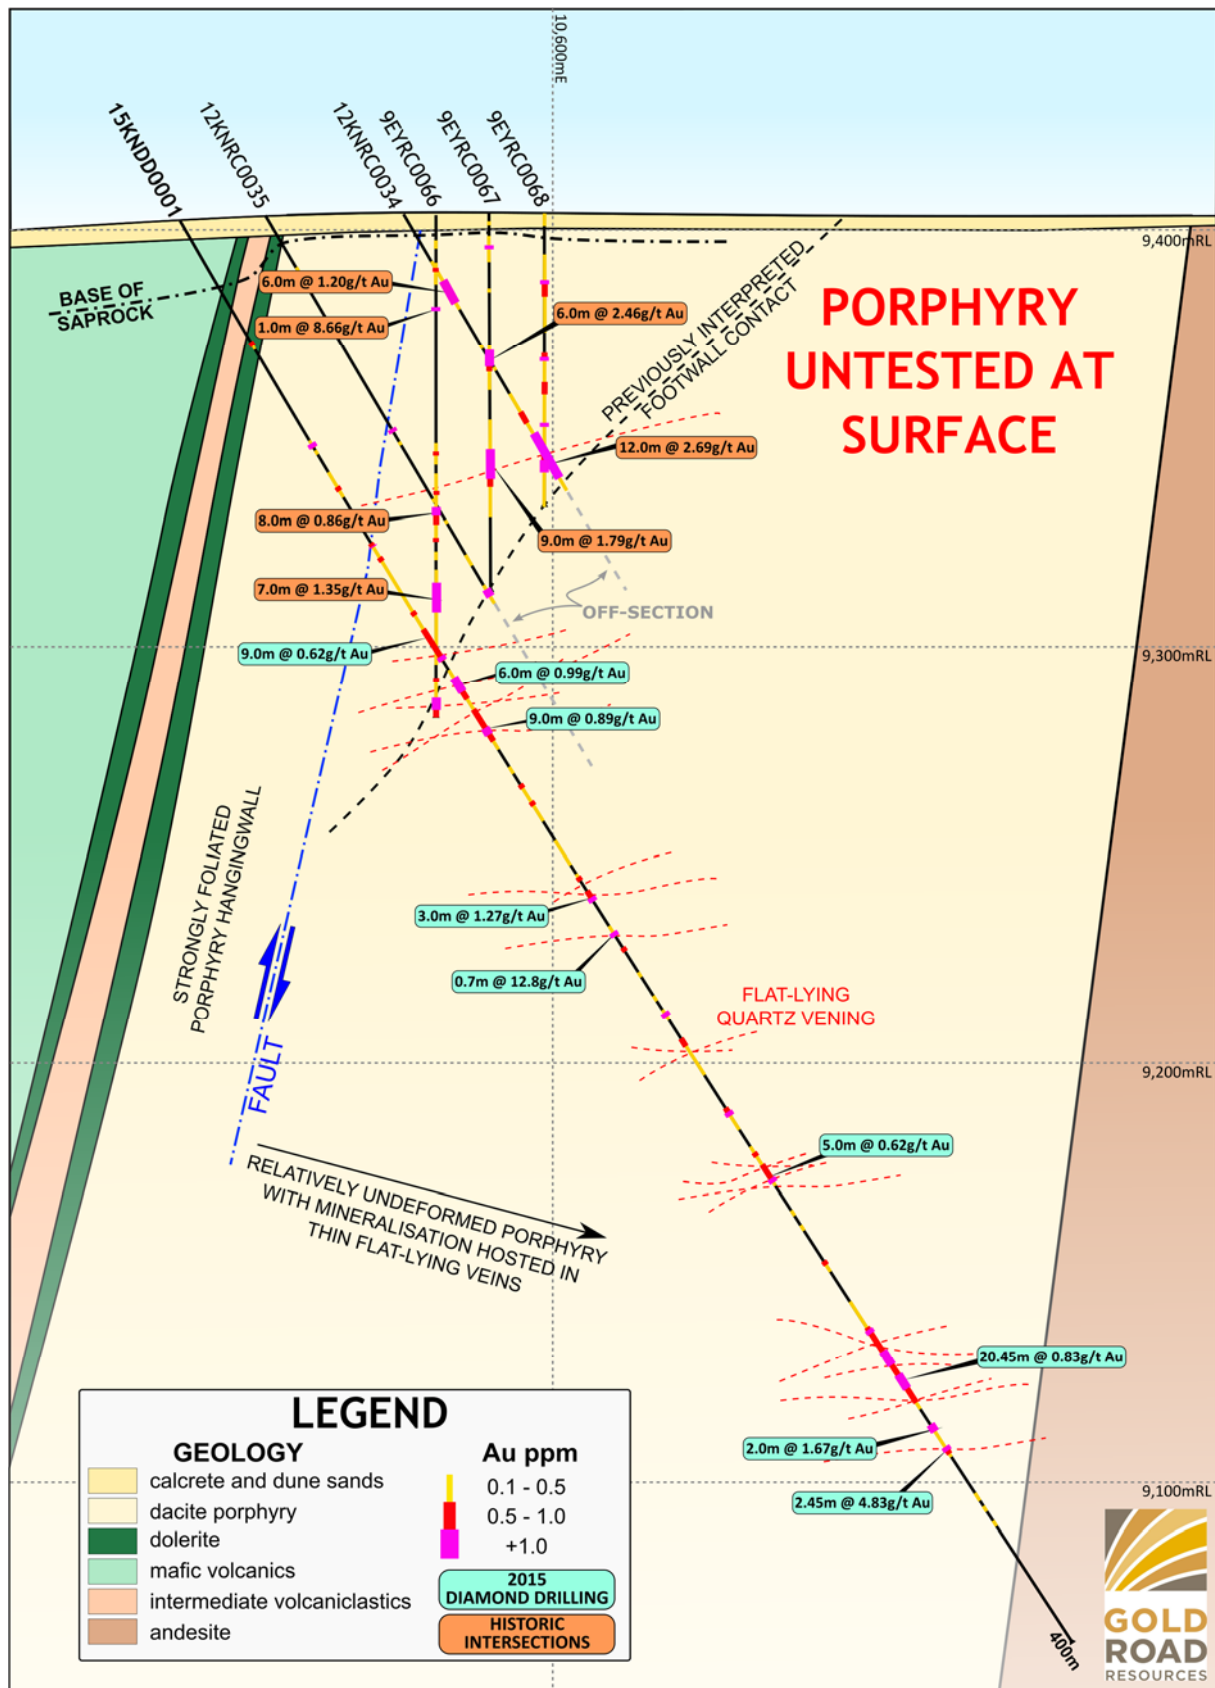 10,600mE
15KNDD0001
12KNRC0035
12KNRC0034
9EYRC0066
9EYRC0067
9EYRC0068
9,400mRL
BASE OF
SAPROCK
6.0m @ 1.20g/t Au
1.0m @ 8.66g/t Au
6.0m @ 2.46g/t Au
PREVIOUSLY INTERPRETED
FOOTWALL CONTACT
PORPHYRY
UNTESTED AT
SURFACE
12.0m @ 2.69g/t Au
8.0m @ 0.86g/t Au
9.0m @ 1.79g/t Au
7.0m @ 1.35g/t Au
OFF-SECTION
9.0m @ 0.62g/t Au
9,300mRL
6.0m @ 0.99g/t Au
9.0m @ 0.89g/t Au
STRONGLY FOLIATED
PORPHYRY HANGINGWALL
3.0m @ 1.27g/t Au
0.7m @ 12.8g/t Au
FLAT-LYING
QUARTZ VENING
FAULT
9,200mRL
5.0m @ 0.62g/t Au
RELATIVELY UNDEFORMED PORPHYRY
WITH MINERALISATION HOSTED IN
THIN FLAT-LYING VEINS
20.45m @ 0.83g/t Au
2.0m @ 1.67g/t Au
2.45m @ 4.83g/t Au
9,100mRL
400m
LEGEND
GEOLOGY
calcrete and dune sands
dacite porphyry
dolerite
mafic volcanics
intermediate volcaniclastics
andesite
Au ppm
0.1 - 0.5
0.5 - 1.0
+1.0
2015
DIAMOND DRILLING
HISTORIC
INTERSECTIONS
GOLD
ROAD
RESOURCES